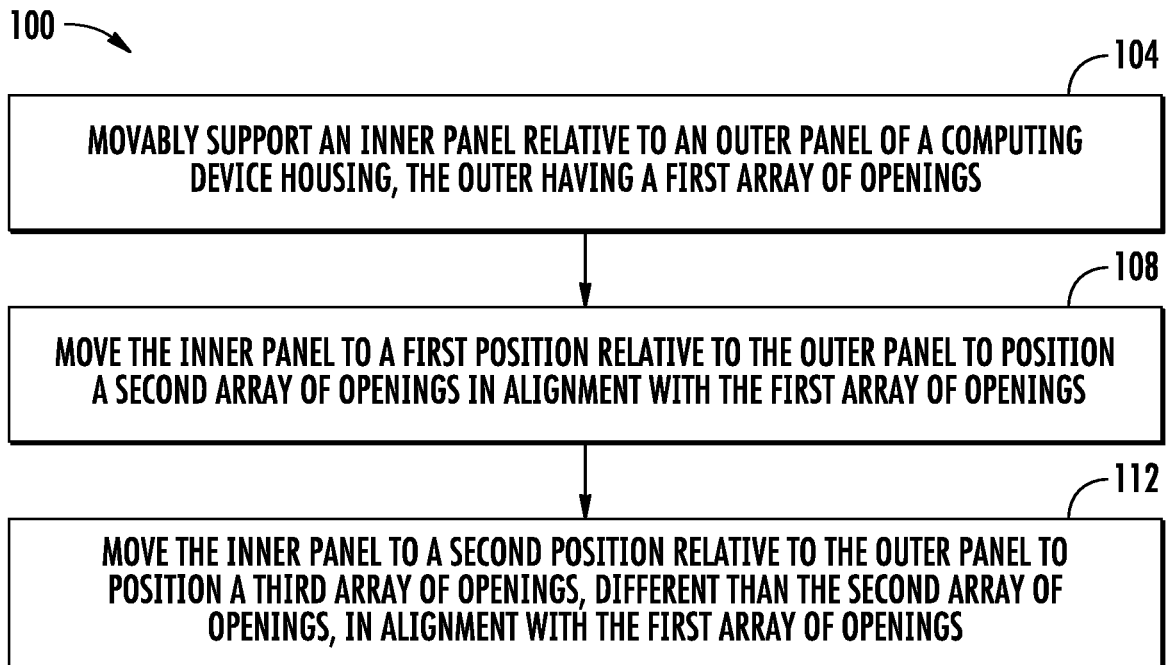 100
104
MOVABLY SUPPORT AN INNER PANEL RELATIVE TO AN OUTER PANEL OF A COMPUTING
DEVICE HOUSING, THE OUTER HAVING A FIRST ARRAY OF OPENINGS
108
MOVE THE INNER PANEL TO A FIRST POSITION RELATIVE TO THE OUTER PANEL TO POSITION
A SECOND ARRAY OF OPENINGS IN ALIGNMENT WITH THE FIRST ARRAY OF OPENINGS
112
MOVE THE INNER PANEL TO A SECOND POSITION RELATIVE TO THE OUTER PANEL TO
POSITION A THIRD ARRAY OF OPENINGS, DIFFERENT THAN THE SECOND ARRAY OF
OPENINGS, IN ALIGNMENT WITH THE FIRST ARRAY OF OPENINGS